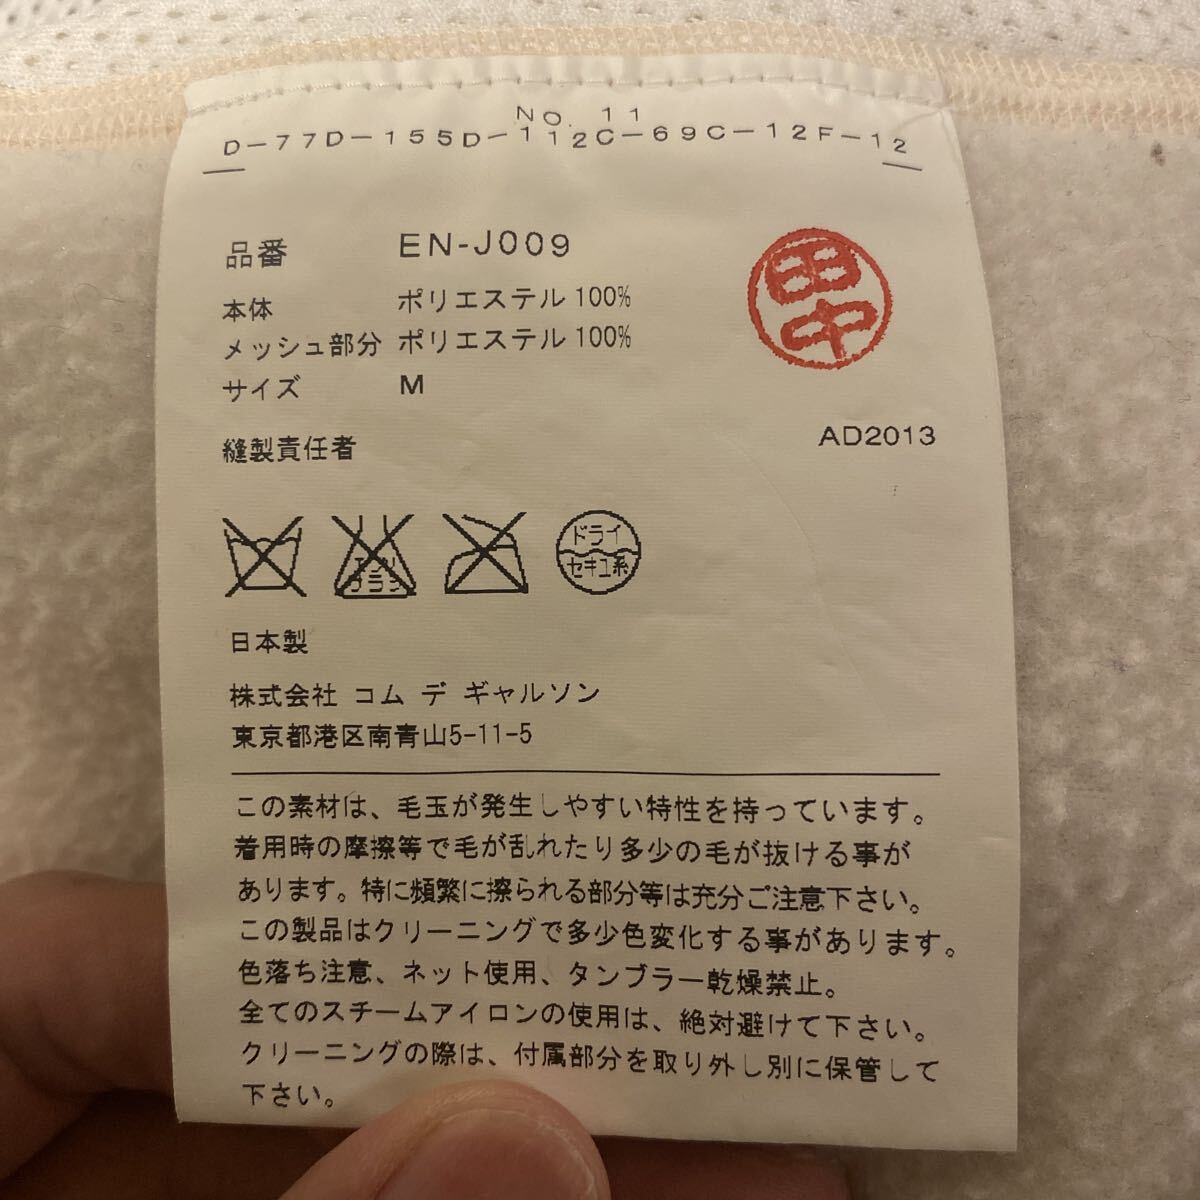 NO. 11
D-77D-155D-112C-69C-12F-12
品番 EN-J009
本体 ポリエステル 100%
メッシュ部分 ポリエステル 100%
サイズ M
田中
縫製責任者
AD2013
エンソ
サラシ
ドライ
セキユ系
日本製
株式会社 コム デ ギャルソン
東京都港区南青山5-11-5
この素材は、毛玉が発生しやすい特性を持っています。
着用時の摩擦等で毛が乱れたり多少の毛が抜ける事が
あります。特に頻繁に擦られる部分等は充分ご注意下さい。
この製品はクリーニングで多少色変化する事があります。
色落ち注意、ネット使用、タンブラー乾燥禁止。
全てのスチームアイロンの使用は、絶対避けて下さい。
クリーニングの際は、付属部分を取り外し別に保管して
下さい。